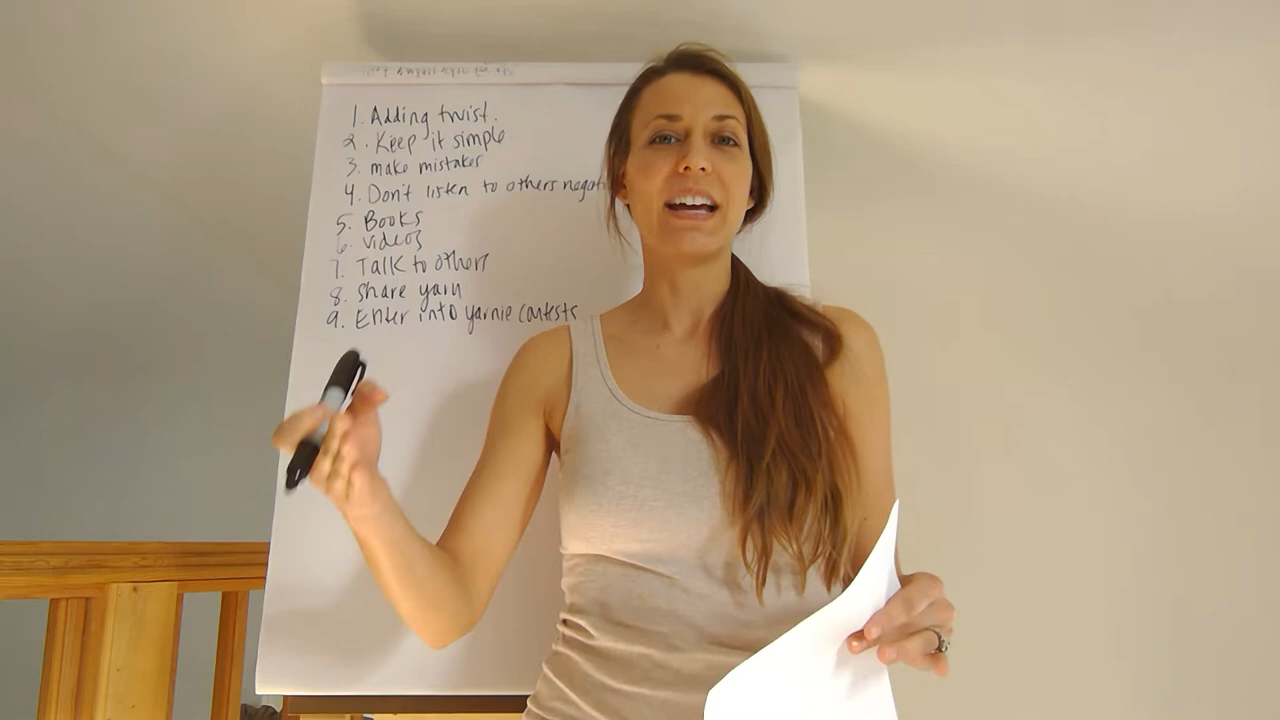 1. Adding twist.
2. Keep it simple.
3. make mistakes
4. Don't listen to others negati
5. Books
6. videos
7. Talk to others
8. Share yarn
9. Enter into yarnie contests